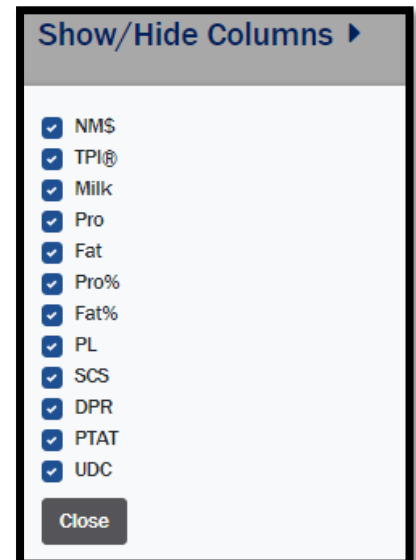 Show/Hide Columns
NM$
TPI®
Milk
Pro
Fat
Pro%
Fat%
PL
SCS
DPR
PTAT
UDC
Close